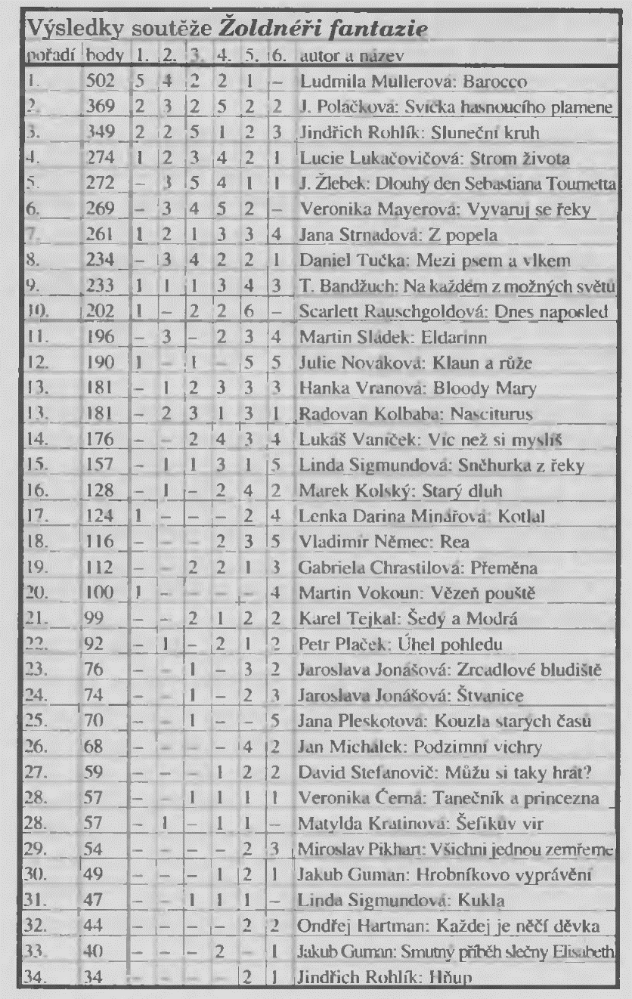 Výsledky soutěže Žoldnéři fantazie
pořadí body 1. 2. 3. 4. 5. 6. autor a název
1. 502 5 4 2 2 1 – Ludmila Mullerová: Barocco
2. 369 2 3 2 5 2 2 J. Poláčková: Svíčka hasnoucího plamene
3. 349 2 2 5 1 2 3 Jindřich Rohlík: Sluneční kruh
4. 274 1 2 3 4 2 1 Lucie Lukačovičová: Strom života
5. 272 – 3 5 4 1 1 J. Žlebek: Dlouhý den Sebastiana Tournetta
6. 269 – 3 4 5 2 – Veronika Mayerová: Vyvaruj se řeky
7. 261 1 2 1 3 3 4 Jana Strnadová: Z popela
8. 234 – 3 4 2 2 1 Daniel Tučka: Mezi psem a vlkem
9. 233 1 1 1 3 4 3 T. Bandžuch: Na každém z možných světů
10. 202 1 – 2 2 6 – Scarlett Rauschgoldová: Dnes naposled
11. 196 – 3 – 2 3 4 Martin Sládek: Eldarinn
12. 190 1 – 1 – 5 5 Julie Nováková: Klaun a růže
13. 181 – 1 2 3 3 3 Hanka Vranová: Bloody Mary
13. 181 – 2 3 1 3 1 Radovan Kolbaba: Nasciturus
14. 176 – – 2 4 3 4 Lukáš Vaníček: Víc než si myslíš
15. 157 – 1 1 3 1 5 Linda Sigmundová: Sněhurka z řeky
16. 128 – 1 – 2 4 2 Marek Kolský: Starý dluh
17. 124 1 – – – 2 4 Lenka Darina Minářová: Kotlal
18. 116 – – – 2 3 5 Vladimír Němec: Rea
19. 112 – – 2 2 1 3 Gabriela Chrastilová: Přeměna
20. 100 1 – – – – 4 Martin Vokoun: Vězeň pouště
21. 99 – – 2 1 2 2 Karel Tejkal: Šedý a Modrá
22. 92 – 1 – 2 1 2 Petr Plaček: Úhel pohledu
23. 76 – – 1 – 3 2 Jaroslava Jonášová: Zrcadlové bludiště
24. 74 – – 1 – 2 3 Jaroslava Jonášová: Štvanice
25. 70 – – 1 – – 5 Jana Pleskotová: Kouzla starých časů
26. 68 – – – – 4 2 Jan Michálek: Podzimní vichry
27. 59 – – – 1 2 2 David Stefanovič: Můžu si taky hrát?
28. 57 – – 1 1 1 1 Veronika Černá: Tanečník a princezna
28. 57 – 1 – 1 1 – Matylda Kratinová: Šefíkův vír
29. 54 – – – – 2 3 Miroslav Pikhart: Všichni jednou zemřeme
30. 49 – – – 1 2 1 Jakub Guman: Hrobníkovo vyprávění
31. 47 – – 1 1 1 – Linda Sigmundová: Kukla
32. 44 – – – – 2 2 Ondřej Hartman: Každej je něčí děvka
33. 40 – – – 2 – 1 Jakub Guman: Smutný příběh slečny Elisabeth
34. 34 – – – – 2 1 Jindřich Rohlík: Hňup